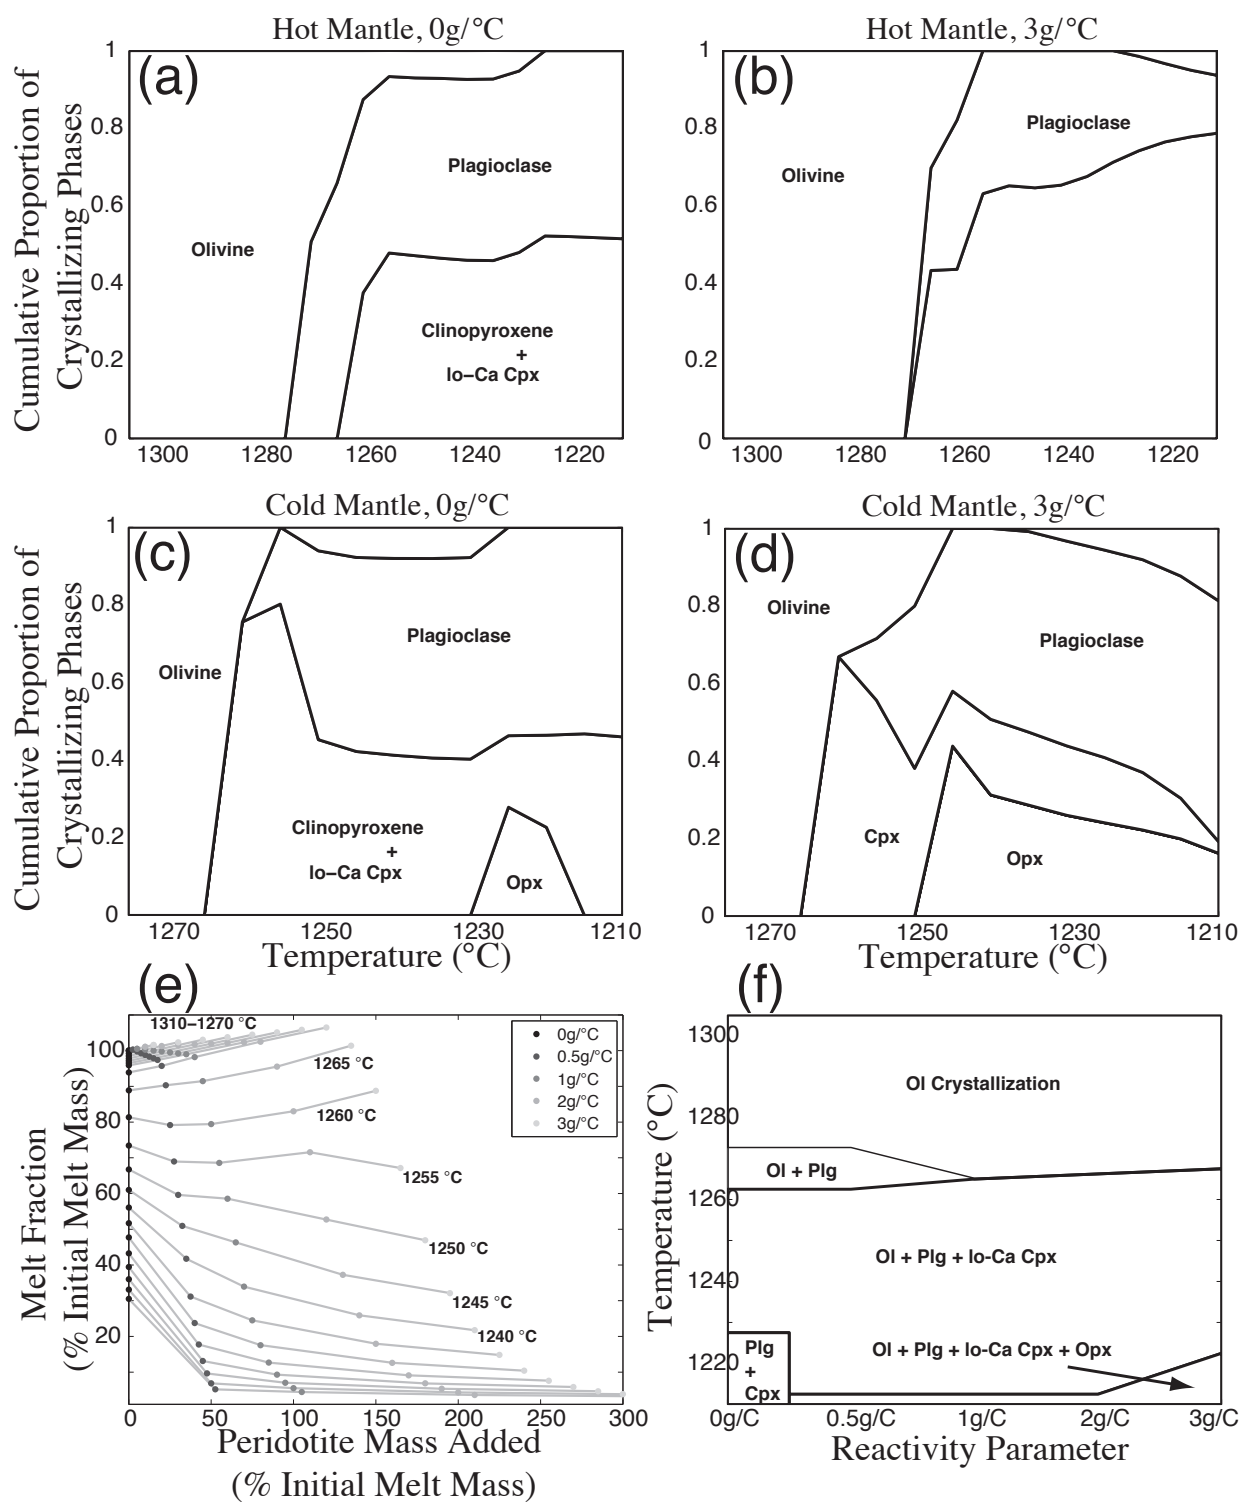 Hot Mantle, 0g/°C
(a)
Cumulative Proportion of
Crystallizing Phases
1
0.8
0.6
0.4
0.2
0
Olivine
Plagioclase
Clinopyroxene
+
lo–Ca Cpx
1300 1280 1260 1240 1220
Hot Mantle, 3g/°C
(b)
1
0.8
0.6
0.4
0.2
0
Olivine
Plagioclase
1300 1280 1260 1240 1220
Cold Mantle, 0g/°C
(c)
Cumulative Proportion of
Crystallizing Phases
1
0.8
0.6
0.4
0.2
0
Olivine
Plagioclase
Clinopyroxene
+
lo–Ca Cpx
Opx
1270 1250 1230 1210
Temperature (°C)
Cold Mantle, 3g/°C
(d)
1
0.8
0.6
0.4
0.2
0
Olivine
Plagioclase
Cpx
Opx
1270 1250 1230 1210
Temperature (°C)
(e)
Melt Fraction
(% Initial Melt Mass)
100
80
60
40
20
1310–1270 °C
1265 °C
1260 °C
1255 °C
1250 °C
1245 °C
1240 °C
0g/°C
0.5g/°C
1g/°C
2g/°C
3g/°C
0 50 100 150 200 250 300
Peridotite Mass Added
(% Initial Melt Mass)
(f)
Temperature (°C)
1300
1280
1260
1240
1220
Ol Crystallization
Ol + Plg
Ol + Plg + lo-Ca Cpx
Ol + Plg + lo-Ca Cpx + Opx
Plg
+
Cpx
0g/C 0.5g/C 1g/C 2g/C 3g/C
Reactivity Parameter